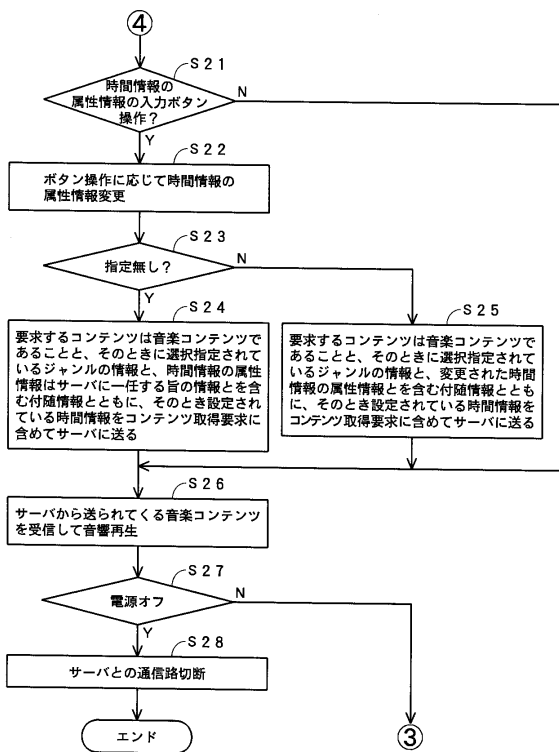 ④
S21
時間情報の
属性情報の入力ボタン
操作？
N
Y
S22
ボタン操作に応じて時間情報の
属性情報変更
S23
指定無し？
N
Y
S24
要求するコンテンツは音楽コンテンツで
あることと、そのときに選択指定されて
いるジャンルの情報と、時間情報の属性
情報はサーバに一任する旨の情報とを含
む付随情報とともに、そのとき設定され
ている時間情報をコンテンツ取得要求に
含めてサーバに送る
S25
要求するコンテンツは音楽コンテンツで
あることと、そのときに選択指定されて
いるジャンルの情報と、変更された時間
情報の属性情報とを含む付随情報ととも
に、そのとき設定されている時間情報を
コンテンツ取得要求に含めてサーバに送る
S26
サーバから送られてくる音楽コンテンツ
を受信して音響再生
S27
電源オフ
N
Y
S28
サーバとの通信路切断
エンド
③